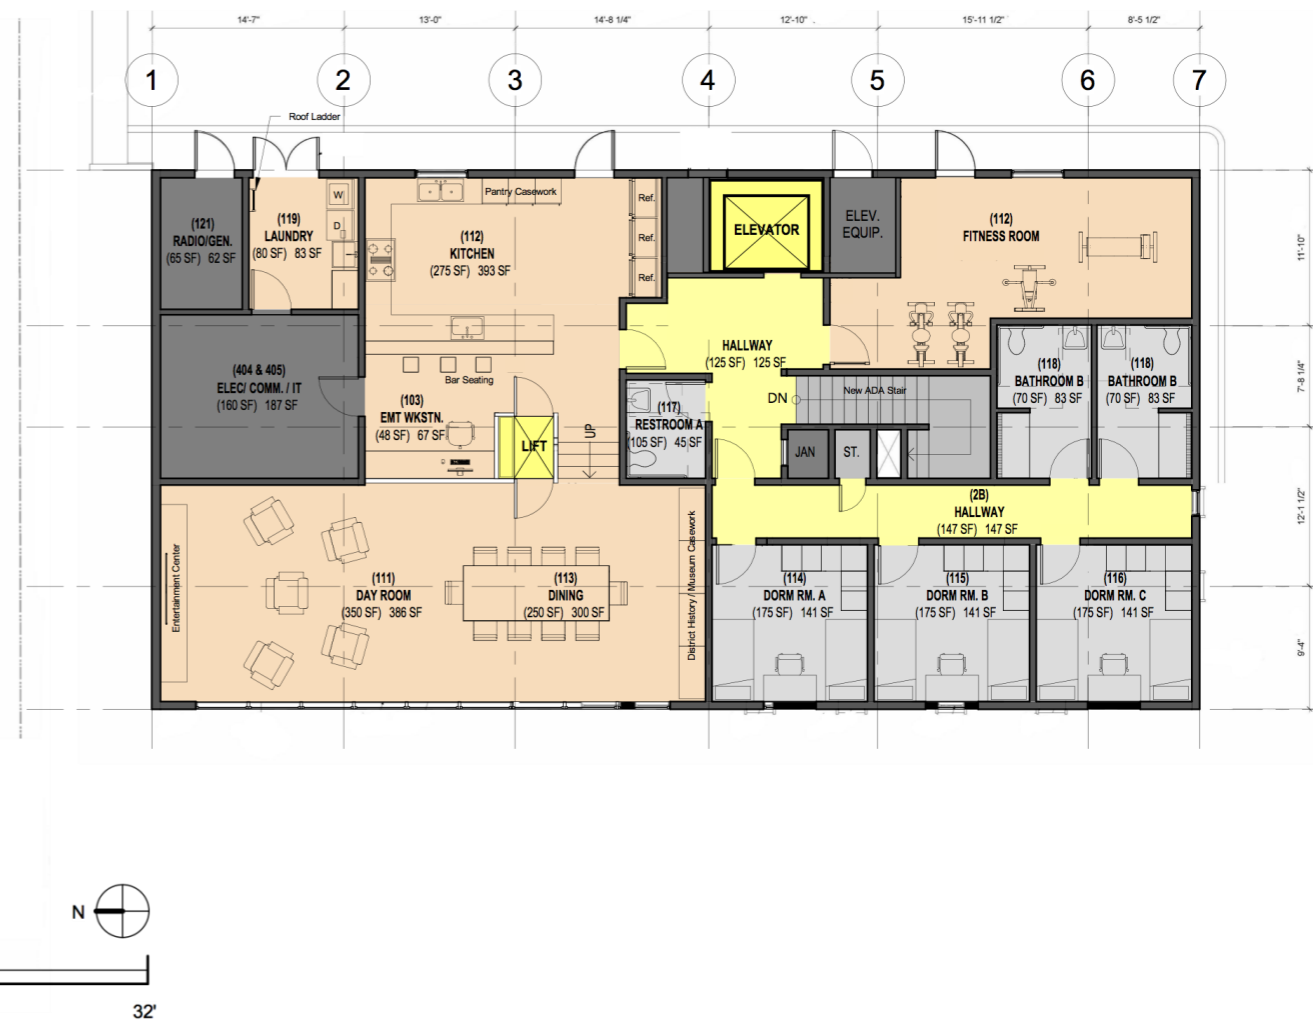 14'-7" 13'-0" 14'-8 1/4" 12'-10" 15'-11 1/2" 8'-5 1/2"
1 2 3 4 5 6 7
Roof Ladder
(121)
RADIO/GEN.
(65 SF) 62 SF
(119)
LAUNDRY
(80 SF) 83 SF
W
D
Pantry Casework
(112)
KITCHEN
(275 SF) 393 SF
Ref.
Ref.
Ref.
ELEVATOR
ELEV.
EQUIP.
(112)
FITNESS ROOM
11'-10"
HALLWAY
(125 SF) 125 SF
(404 & 405)
ELEC/ COMM. / IT
(160 SF) 187 SF
Bar Seating
(103)
EMT WKSTN.
(48 SF) 67 SF
LIFT
UP
(117)
RESTROOM A
(105 SF) 45 SF
DN
New ADA Stair
JAN
ST.
(118)
BATHROOM B
(70 SF) 83 SF
(118)
BATHROOM B
(70 SF) 83 SF
7'-8 1/4"
(2B)
HALLWAY
(147 SF) 147 SF
12'-1 1/2"
Entertainment Center
(111)
DAY ROOM
(350 SF) 386 SF
(113)
DINING
(250 SF) 300 SF
District History / Museum Casework
(114)
DORM RM. A
(175 SF) 141 SF
(115)
DORM RM. B
(175 SF) 141 SF
(116)
DORM RM. C
(175 SF) 141 SF
9'-4"
N
32'